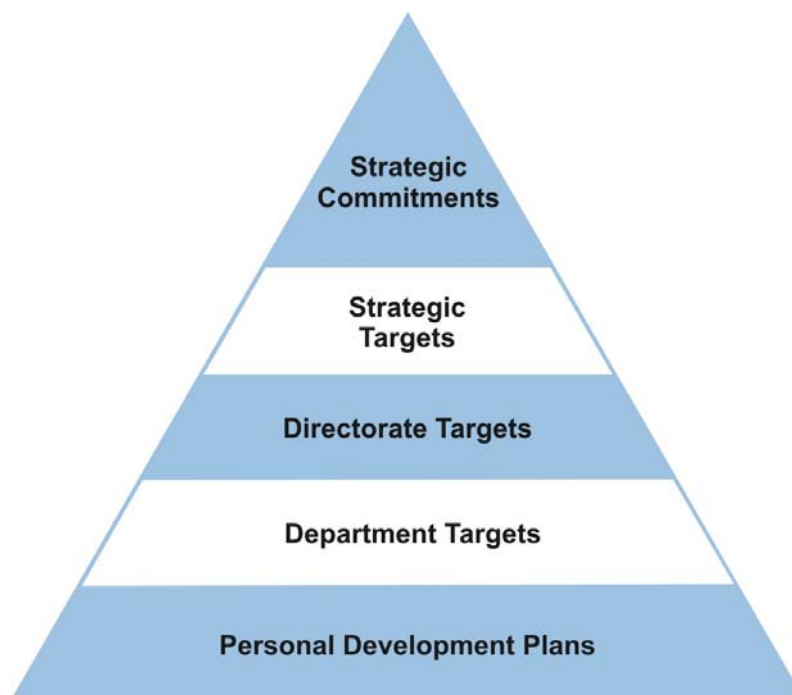 Strategic
Commitments
Strategic
Targets
Directorate Targets
Department Targets
Personal Development Plans